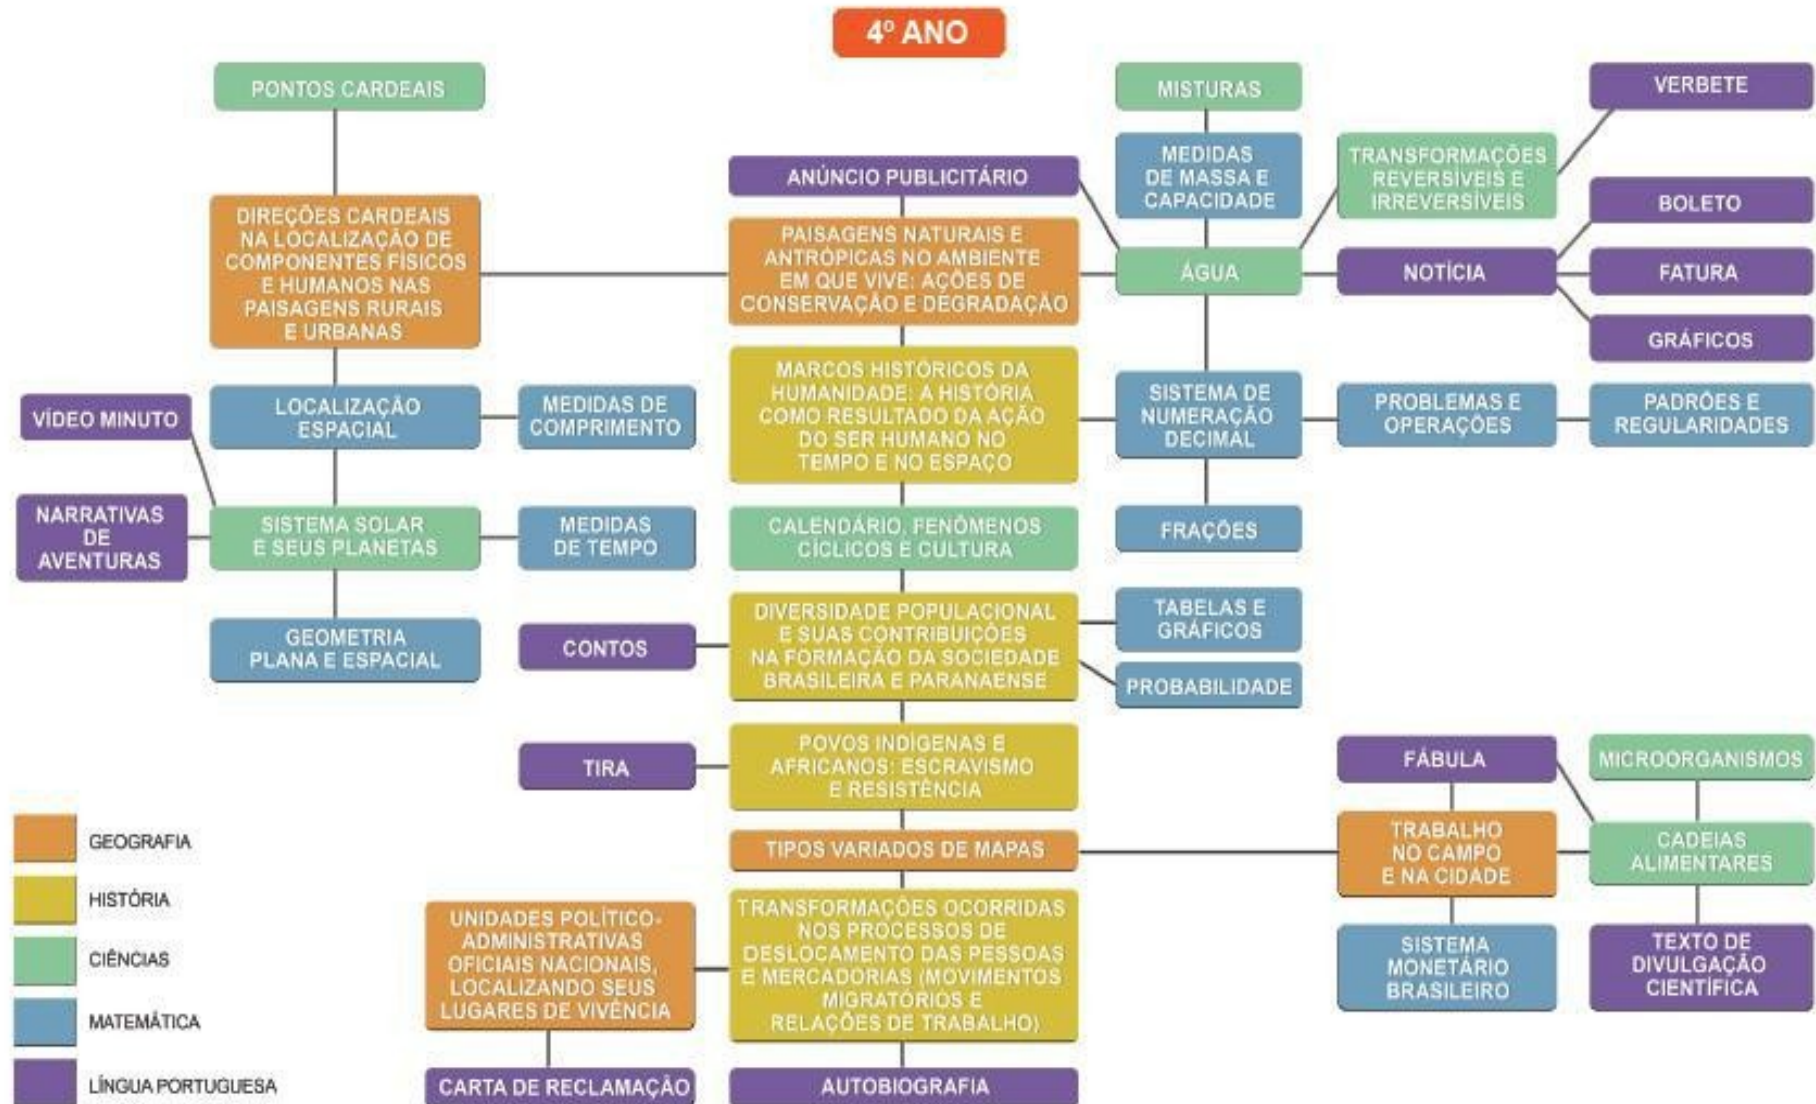 4º ANO
PONTOS CARDEAIS
DIREÇÕES CARDEAIS
NA LOCALIZAÇÃO DE
COMPONENTES FÍSICOS
E HUMANOS NAS
PAISAGENS RURAIS
E URBANAS
LOCALIZAÇÃO
ESPACIAL
MEDIDAS DE
COMPRIMENTO
VÍDEO MINUTO
NARRATIVAS
DE
AVENTURAS
SISTEMA SOLAR
E SEUS PLANETAS
MEDIDAS
DE TEMPO
GEOMETRIA
PLANA E ESPACIAL
ANÚNCIO PUBLICITÁRIO
PAISAGENS NATURAIS E
ANTRÓPICAS NO AMBIENTE
EM QUE VIVE: AÇÕES DE
CONSERVAÇÃO E DEGRADAÇÃO
MARCOS HISTÓRICOS DA
HUMANIDADE: A HISTÓRIA
COMO RESULTADO DA AÇÃO
DO SER HUMANO NO
TEMPO E NO ESPAÇO
CALENDÁRIO, FENÔMENOS
CÍCLICOS E CULTURA
CONTOS
DIVERSIDADE POPULACIONAL
E SUAS CONTRIBUIÇÕES
NA FORMAÇÃO DA SOCIEDADE
BRASILEIRA E PARANAENSE
TIRA
POVOS INDÍGENAS E
AFRICANOS: ESCRAVISMO
E RESISTÊNCIA
TIPOS VARIADOS DE MAPAS
UNIDADES POLÍTICO-
ADMINISTRATIVAS
OFICIAIS NACIONAIS,
LOCALIZANDO SEUS
LUGARES DE VIVÊNCIA
TRANSFORMAÇÕES OCORRIDAS
NOS PROCESSOS DE
DESLOCAMENTO DAS PESSOAS
E MERCADORIAS (MOVIMENTOS
MIGRATÓRIOS E
RELAÇÕES DE TRABALHO)
CARTA DE RECLAMAÇÃO
AUTOBIOGRAFIA
MISTURAS
MEDIDAS
DE MASSA E
CAPACIDADE
ÁGUA
SISTEMA DE
NUMERAÇÃO
DECIMAL
FRAÇÕES
TABELAS E
GRÁFICOS
PROBABILIDADE
TRANSFORMAÇÕES
REVERSÍVEIS E
IRREVERSÍVEIS
VERBETE
NOTÍCIA
BOLETO
FATURA
GRÁFICOS
PROBLEMAS E
OPERAÇÕES
PADRÕES E
REGULARIDADES
FÁBULA
MICROORGANISMOS
TRABALHO
NO CAMPO
E NA CIDADE
CADEIAS
ALIMENTARES
SISTEMA
MONETÁRIO
BRASILEIRO
TEXTO DE
DIVULGAÇÃO
CIENTÍFICA
GEOGRAFIA
HISTÓRIA
CIÊNCIAS
MATEMÁTICA
LÍNGUA PORTUGUESA